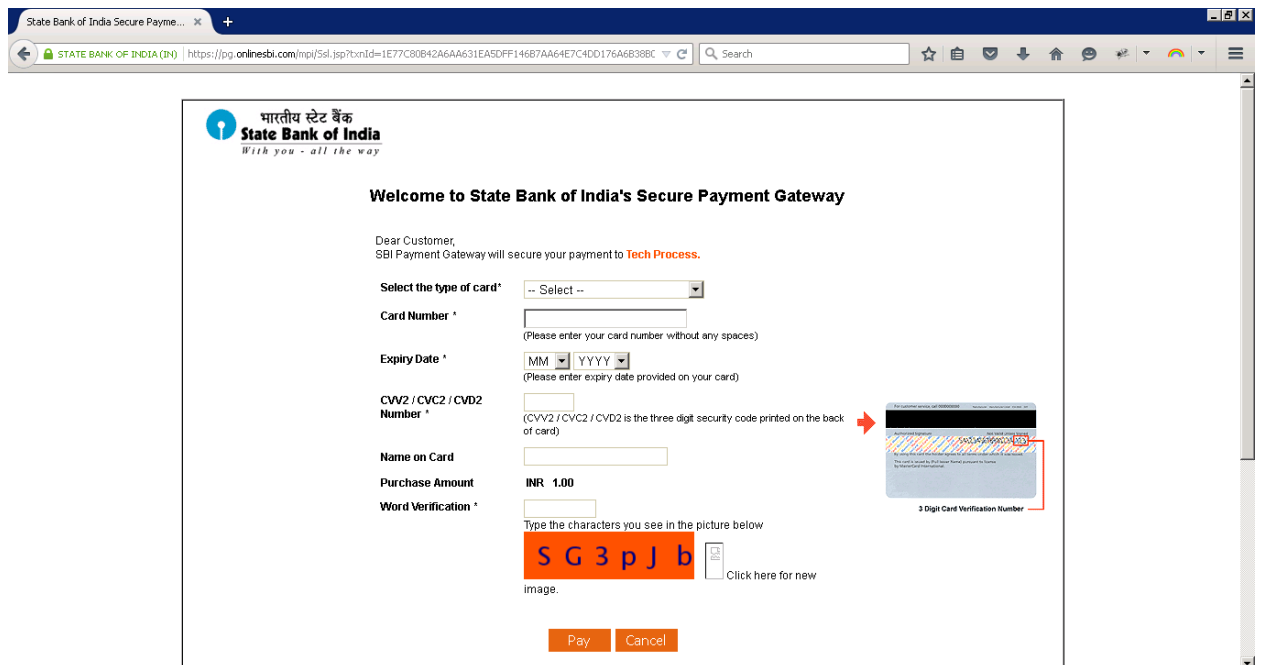 State Bank of India Secure Payme...
STATE BANK OF INDIA (IN)
https://pg.onlinesbi.com/mpi/Ssl.jsp?txnId=1E77C80B42A6AA631EA5DFF146B7AA64E7C4DD176A6B38BC
Search
भारतीय स्टेट बैंक
State Bank of India
With you - all the way
Welcome to State Bank of India's Secure Payment Gateway
Dear Customer,
SBI Payment Gateway will secure your payment to Tech Process.
Select the type of card*
-- Select --
Card Number *
(Please enter your card number without any spaces)
Expiry Date *
MM YYYY
(Please enter expiry date provided on your card)
CVV2 / CVC2 / CVD2
Number *
(CVV2 / CVC2 / CVD2 is the three digit security code printed on the back
of card)
Name on Card
Purchase Amount INR 1.00
Word Verification *
Type the characters you see in the picture below
S G 3 p J b
Click here for new
image.
Pay Cancel
Authorized Signature
3 Digit Card Verification Number